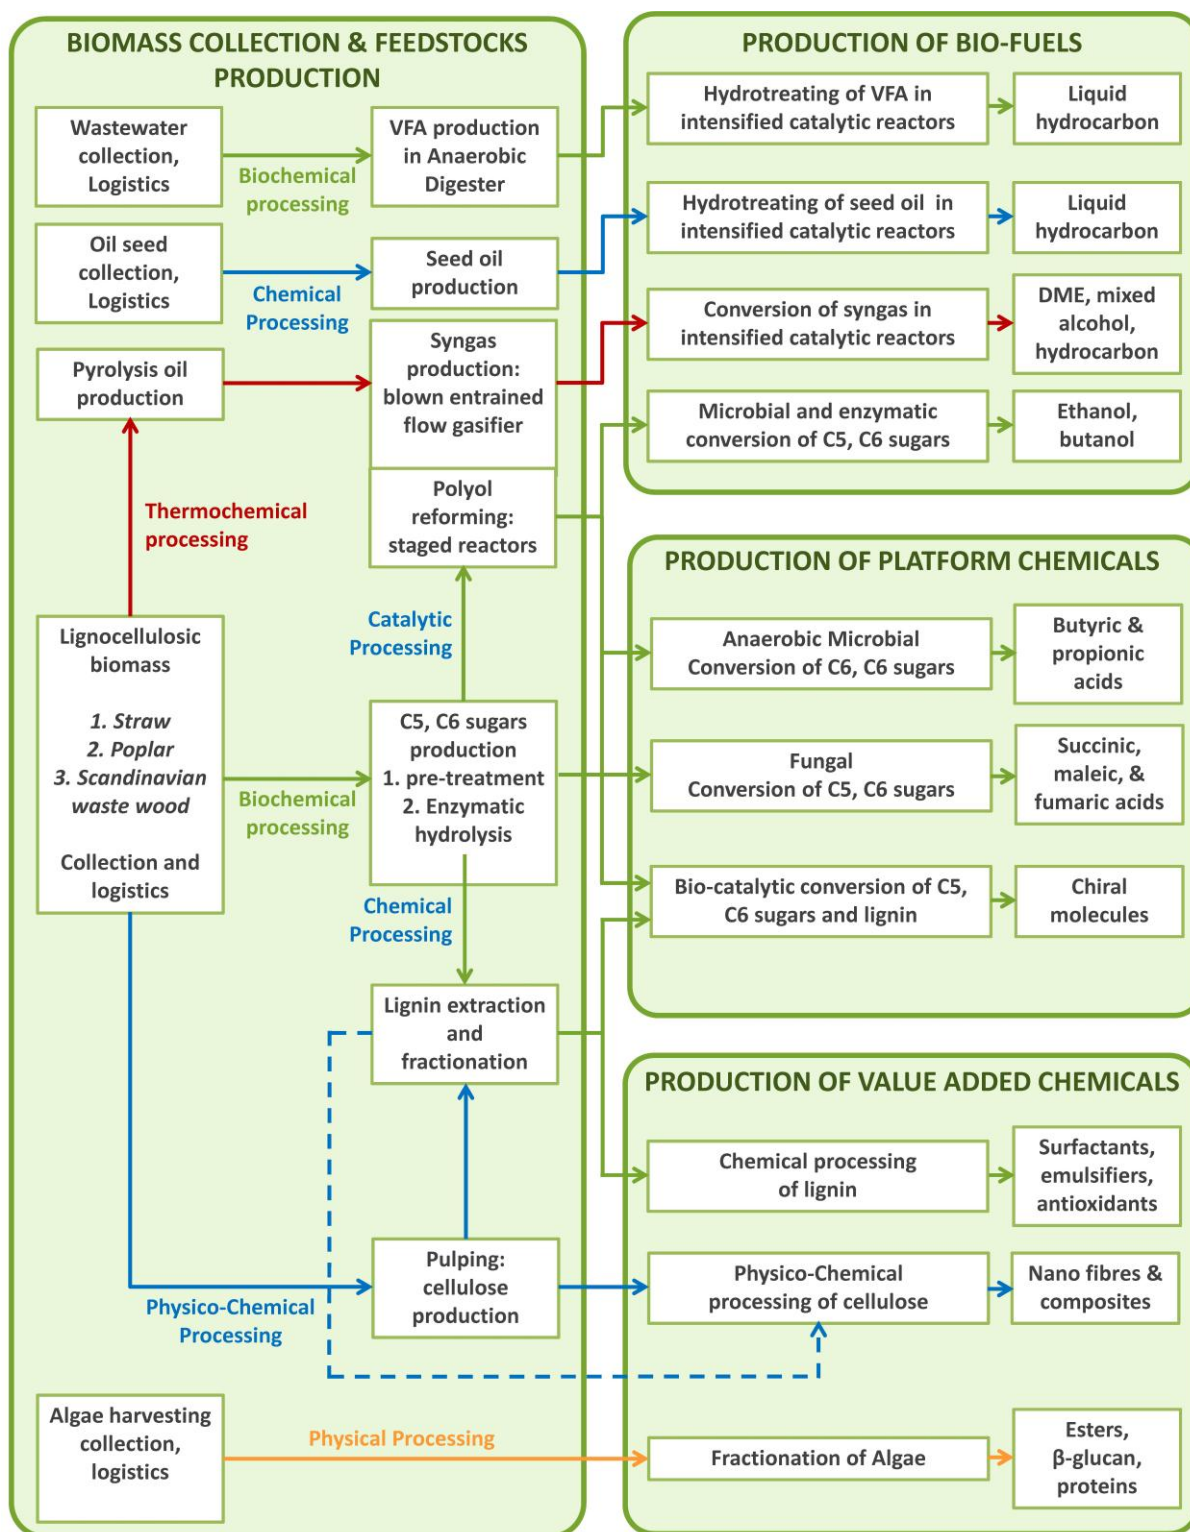 BIOMASS COLLECTION & FEEDSTOCKS
PRODUCTION
Wastewater
collection,
Logistics
Biochemical
processing
VFA production
in Anaerobic
Digester
Oil seed
collection,
Logistics
Chemical
Processing
Seed oil
production
Pyrolysis oil
production
Syngas
production:
blown entrained
flow gasifier
Polyol
reforming:
staged reactors
Thermochemical
processing
Catalytic
Processing
Lignocellulosic
biomass
1. Straw
2. Poplar
3. Scandinavian
waste wood
Collection and
logistics
Biochemical
processing
C5, C6 sugars
production
1. pre-treatment
2. Enzymatic
hydrolysis
Chemical
Processing
Lignin extraction
and
fractionation
Physico-Chemical
Processing
Pulping:
cellulose
production
Algae harvesting
collection,
logistics
Physical Processing
PRODUCTION OF BIO-FUELS
Hydrotreating of VFA in
intensified catalytic reactors
Liquid
hydrocarbon
Hydrotreating of seed oil in
intensified catalytic reactors
Liquid
hydrocarbon
Conversion of syngas in
intensified catalytic reactors
DME, mixed
alcohol,
hydrocarbon
Microbial and enzymatic
conversion of C5, C6 sugars
Ethanol,
butanol
PRODUCTION OF PLATFORM CHEMICALS
Anaerobic Microbial
Conversion of C6, C6 sugars
Butyric &
propionic
acids
Fungal
Conversion of C5, C6 sugars
Succinic,
maleic, &
fumaric acids
Bio-catalytic conversion of C5,
C6 sugars and lignin
Chiral
molecules
PRODUCTION OF VALUE ADDED CHEMICALS
Chemical processing
of lignin
Surfactants,
emulsifiers,
antioxidants
Physico-Chemical
processing of cellulose
Nano fibres &
composites
Fractionation of Algae
Esters,
β-glucan,
proteins